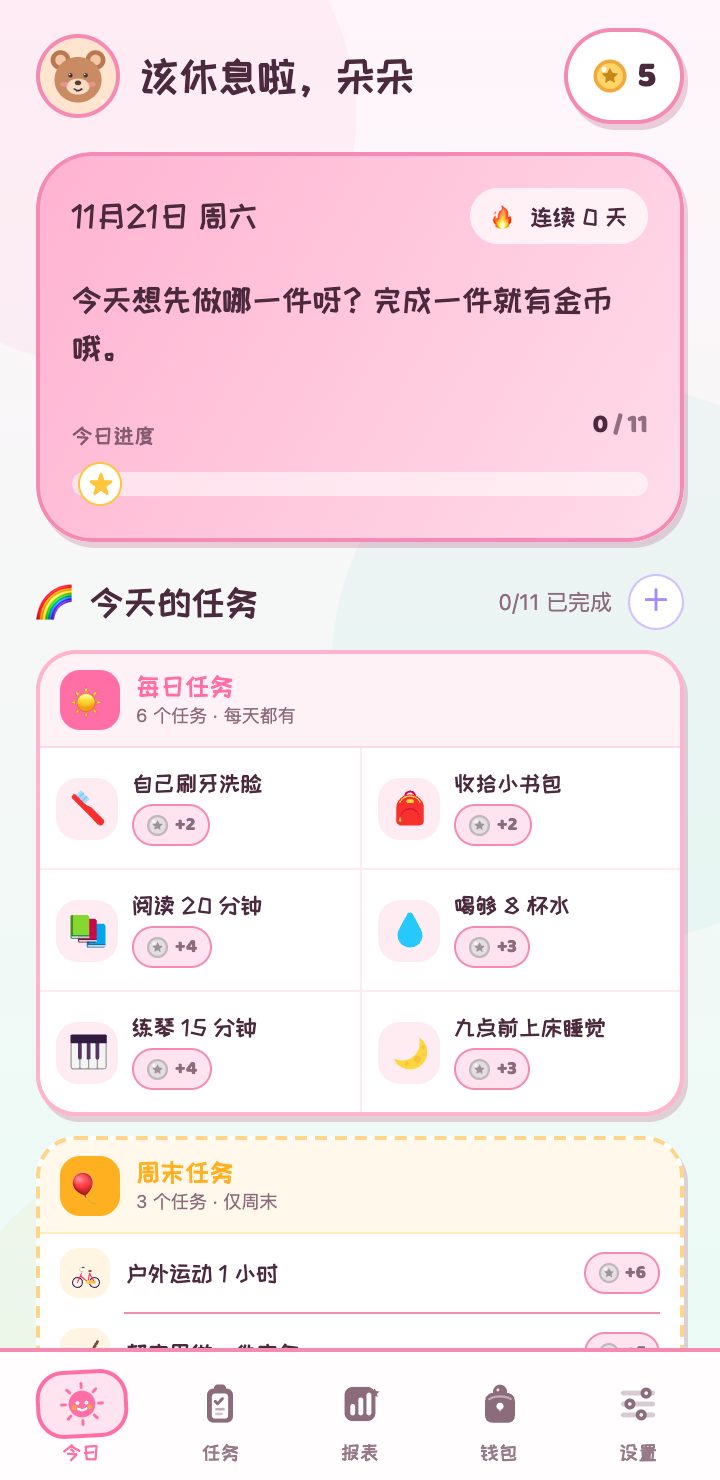 该休息啦，朵朵
5
11月21日 周六
连续 0 天
今天想先做哪一件呀？完成一件就有金币
哦。
今日进度
0 / 11
今天的任务
0/11 已完成
每日任务
6 个任务 · 每天都有
自己刷牙洗脸
+2
收拾小书包
+2
阅读 20 分钟
+4
喝够 8 杯水
+3
练琴 15 分钟
+4
九点前上床睡觉
+3
周末任务
3 个任务 · 仅周末
户外运动 1 小时
+6
今日
任务
报表
钱包
设置